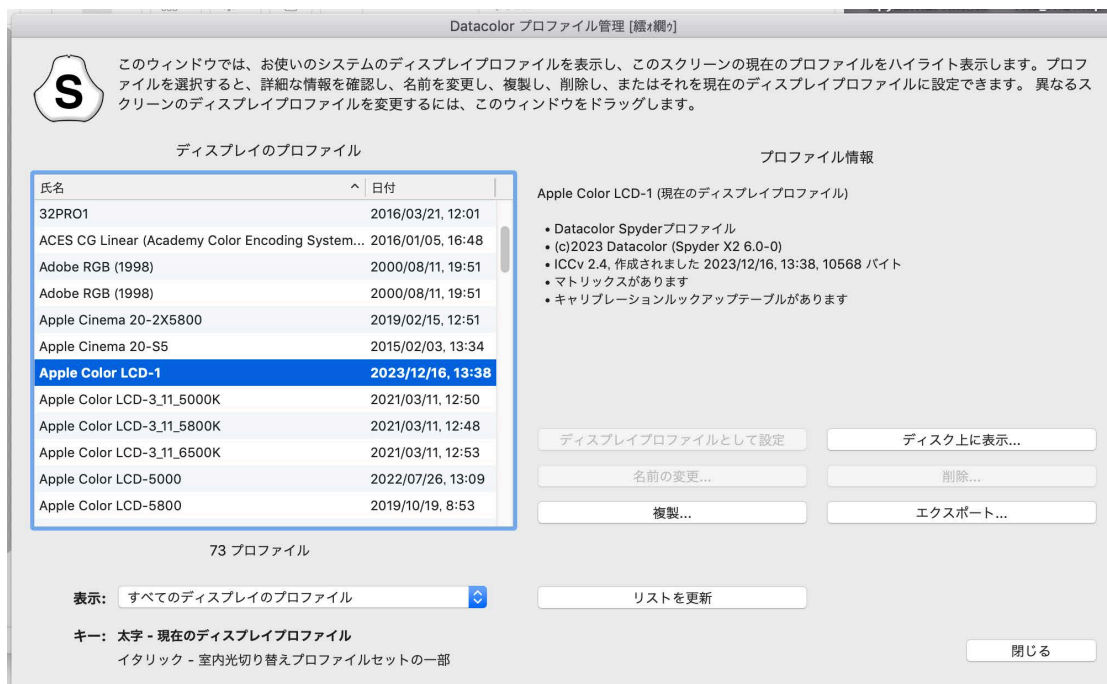 Datacolor プロファイル管理 [繧ｫ繝ｩ]
S
このウィンドウでは、お使いのシステムのディスプレイプロファイルを表示し、このスクリーンの現在のプロファイルをハイライト表示します。プロフ
ァイルを選択すると、詳細な情報を確認し、名前を変更し、複製し、削除し、またはそれを現在のディスプレイプロファイルに設定できます。 異なるス
クリーンのディスプレイプロファイルを変更するには、このウィンドウをドラッグします。
ディスプレイのプロファイル
氏名 日付
32PRO1 2016/03/21, 12:01
ACES CG Linear (Academy Color Encoding System... 2016/01/05, 16:48
Adobe RGB (1998) 2000/08/11, 19:51
Adobe RGB (1998) 2000/08/11, 19:51
Apple Cinema 20-2X5800 2019/02/15, 12:51
Apple Cinema 20-S5 2015/02/03, 13:34
Apple Color LCD-1 2023/12/16, 13:38
Apple Color LCD-3_11_5000K 2021/03/11, 12:50
Apple Color LCD-3_11_5800K 2021/03/11, 12:48
Apple Color LCD-3_11_6500K 2021/03/11, 12:53
Apple Color LCD-5000 2022/07/26, 13:09
Apple Color LCD-5800 2019/10/19, 8:53
73 プロファイル
表示: すべてのディスプレイのプロファイル
キー: 太字 - 現在のディスプレイプロファイル
イタリック - 室内光切り替えプロファイルセットの一部
プロファイル情報
Apple Color LCD-1 (現在のディスプレイプロファイル)
• Datacolor Spyderプロファイル
• (c)2023 Datacolor (Spyder X2 6.0-0)
• ICCv 2.4, 作成されました 2023/12/16, 13:38, 10568 バイト
• マトリックスがあります
• キャリブレーションルックアップテーブルがあります
ディスプレイプロファイルとして設定 ディスク上に表示...
名前の変更... 削除...
複製... エクスポート...
リストを更新
閉じる